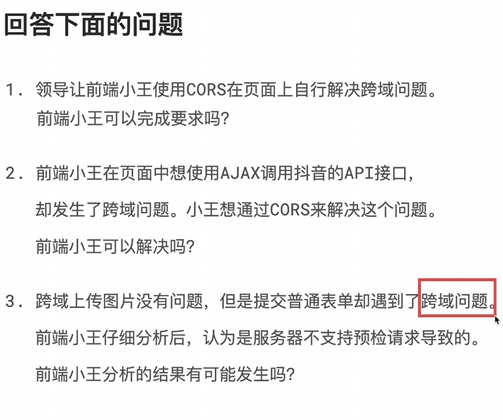 回答下面的问题
1. 领导让前端小王使用CORS在页面上自行解决跨域问题。
前端小王可以完成要求吗?
2. 前端小王在页面中想使用AJAX调用抖音的API接口,
却发生了跨域问题。小王想通过CORS来解决这个问题。
前端小王可以解决吗?
3. 跨域上传图片没有问题，但是提交普通表单却遇到了跨域问题。
前端小王仔细分析后，认为是服务器不支持预检请求导致的。
前端小王分析的结果有可能发生吗?